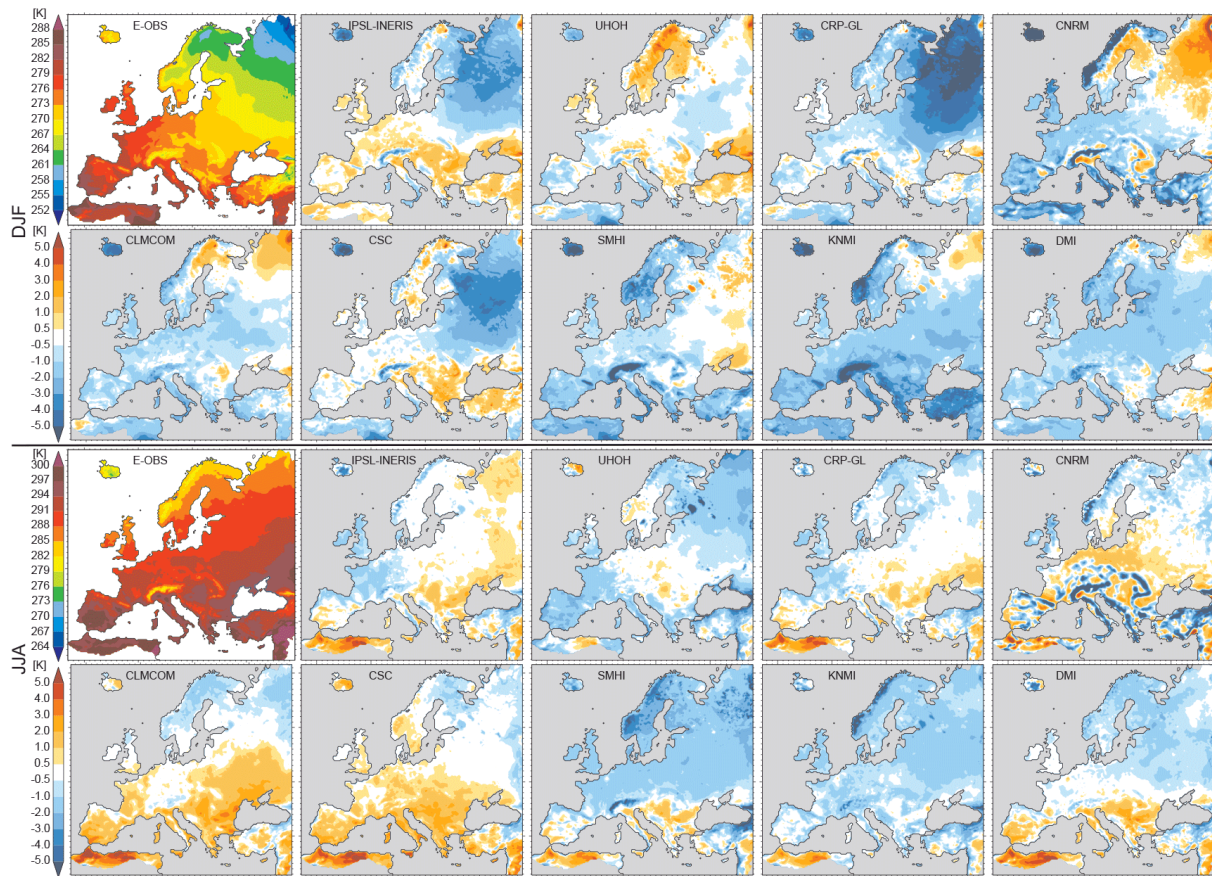 [K]
E-OBS
IPSL-INERIS
UHOH
CRP-GL
CNRM
288
285
282
279
276
273
270
267
264
261
258
255
252
DJF
[K]
CLMCOM
CSC
SMHI
KNMI
DMI
5.0
4.0
3.0
2.0
1.0
0.5
-0.5
-1.0
-2.0
-3.0
-4.0
-5.0
[K]
E-OBS
IPSL-INERIS
UHOH
CRP-GL
CNRM
300
297
294
291
288
285
282
279
276
273
270
267
264
JJA
[K]
CLMCOM
CSC
SMHI
KNMI
DMI
5.0
4.0
3.0
2.0
1.0
0.5
-0.5
-1.0
-2.0
-3.0
-4.0
-5.0